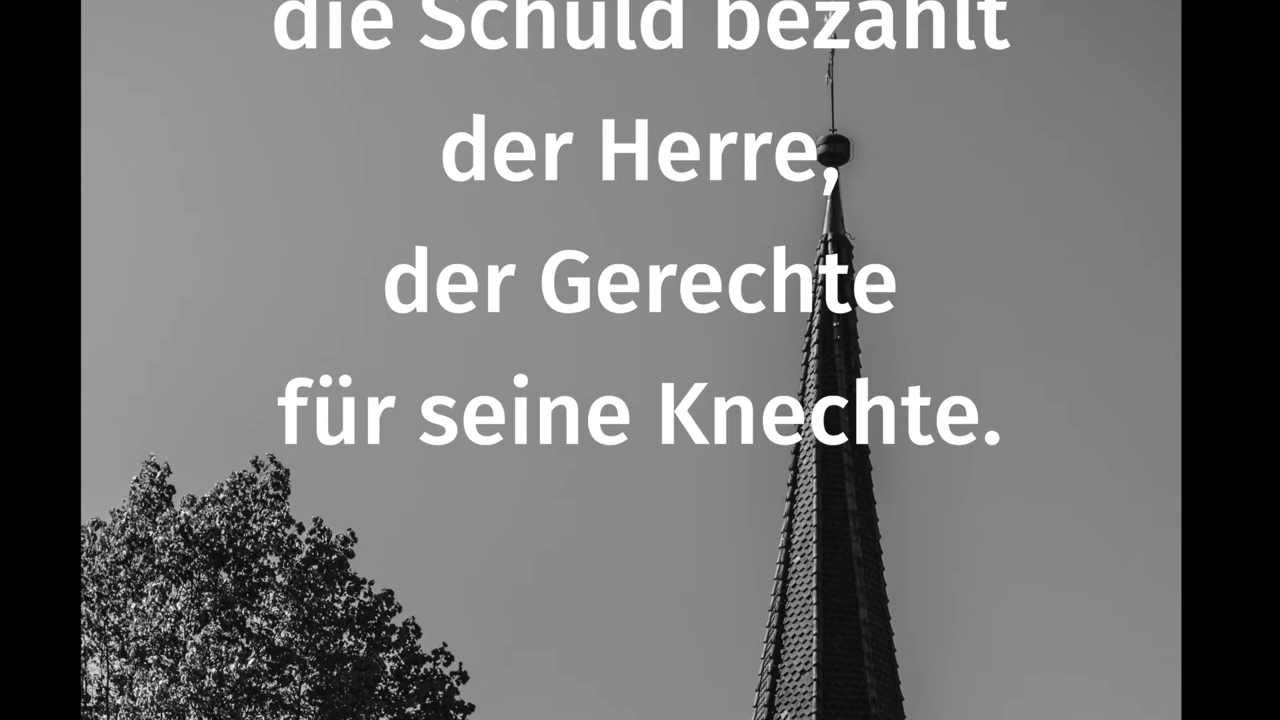 die Schuld bezahlt
der Herre,
der Gerechte
für seine Knechte.